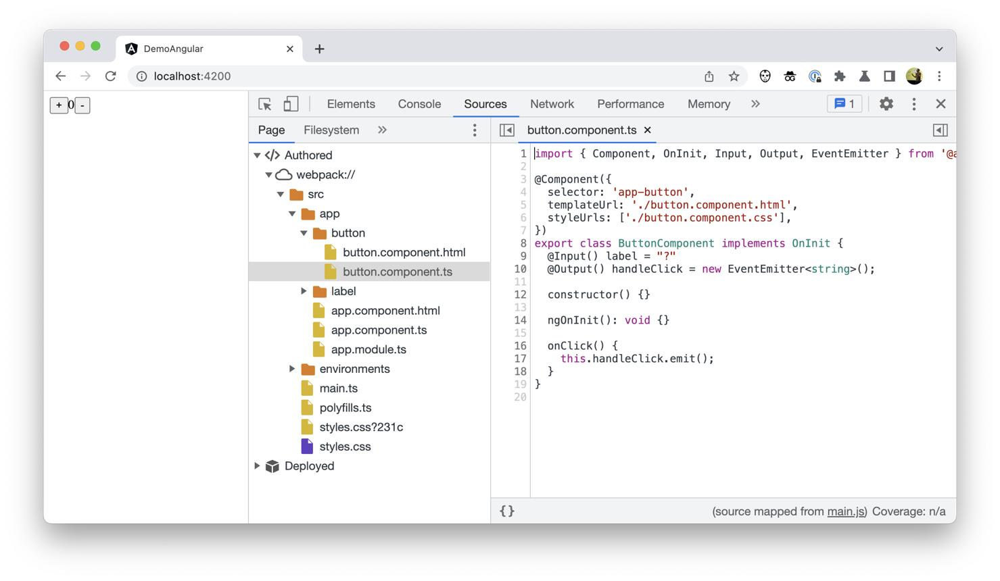 DemoAngular
localhost:4200
+ 0 -
Elements Console Sources Network Performance Memory 1
Page Filesystem
button.component.ts
Authored
webpack://
src
app
button
button.component.html
button.component.ts
label
app.component.html
app.component.ts
app.module.ts
environments
main.ts
polyfills.ts
styles.css?231c
styles.css
Deployed
1 import { Component, OnInit, Input, Output, EventEmitter } from '@a
2
3 @Component({
4   selector: 'app-button',
5   templateUrl: './button.component.html',
6   styleUrls: ['./button.component.css'],
7 })
8 export class ButtonComponent implements OnInit {
9   @Input() label = "?"
10   @Output() handleClick = new EventEmitter<string>();
11
12   constructor() {}
13
14   ngOnInit(): void {}
15
16   onClick() {
17     this.handleClick.emit();
18   }
19 }
20
{} (source mapped from main.js) Coverage: n/a